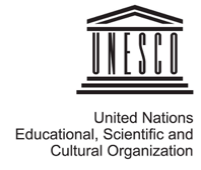 UNESCO
United Nations
Educational, Scientific and
Cultural Organization